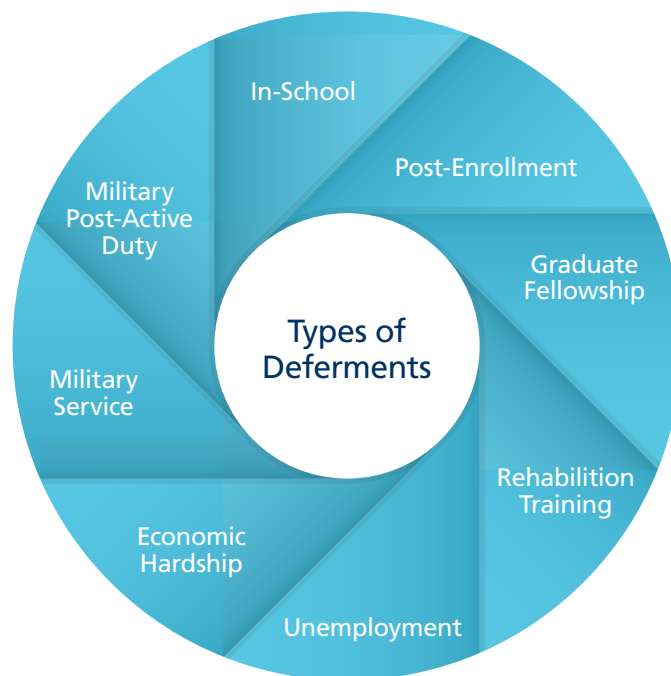 Types of
Deferments
In-School
Post-Enrollment
Graduate
Fellowship
Rehabilition
Training
Unemployment
Economic
Hardship
Military
Service
Military
Post-Active
Duty